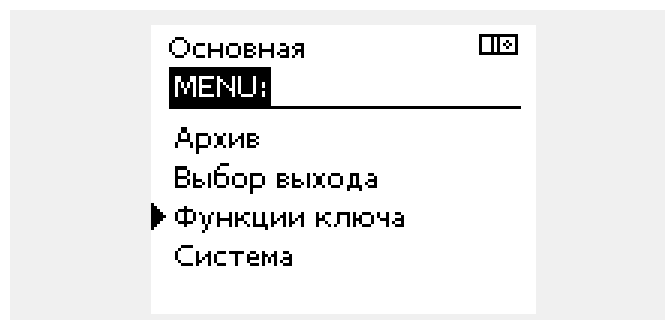 Основная
MENU:
Архив
Выбор выхода
Функции ключа
Система